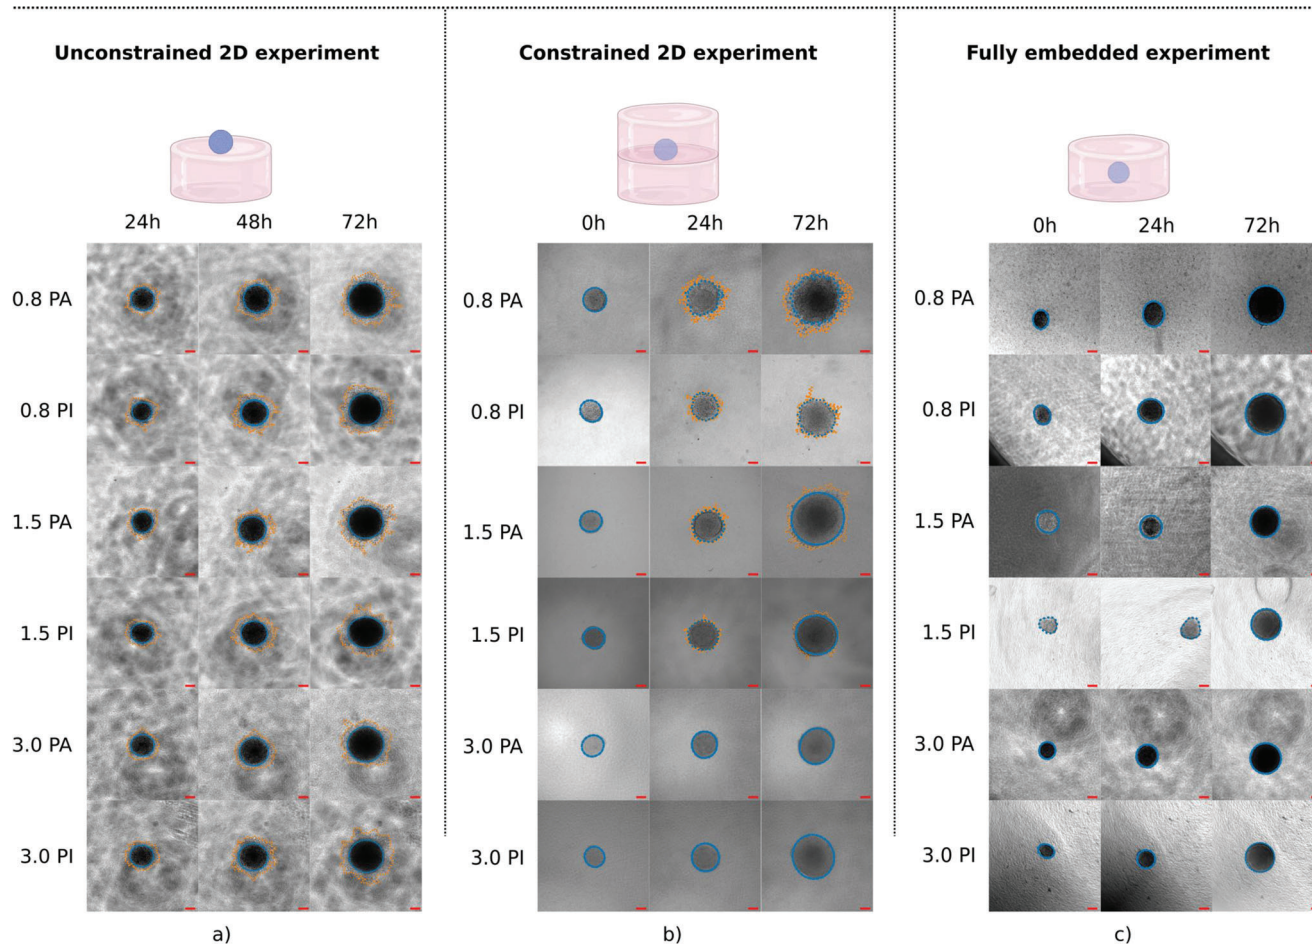 Unconstrained 2D experiment
Constrained 2D experiment
Fully embedded experiment
24h 48h 72h
0h 24h 72h
0h 24h 72h
0.8 PA
0.8 PA
0.8 PI
0.8 PI
1.5 PA
1.5 PA
1.5 PI
1.5 PI
3.0 PA
3.0 PA
3.0 PI
3.0 PI
0.8 PA
0.8 PI
1.5 PA
1.5 PI
3.0 PA
3.0 PI
a)
b)
c)